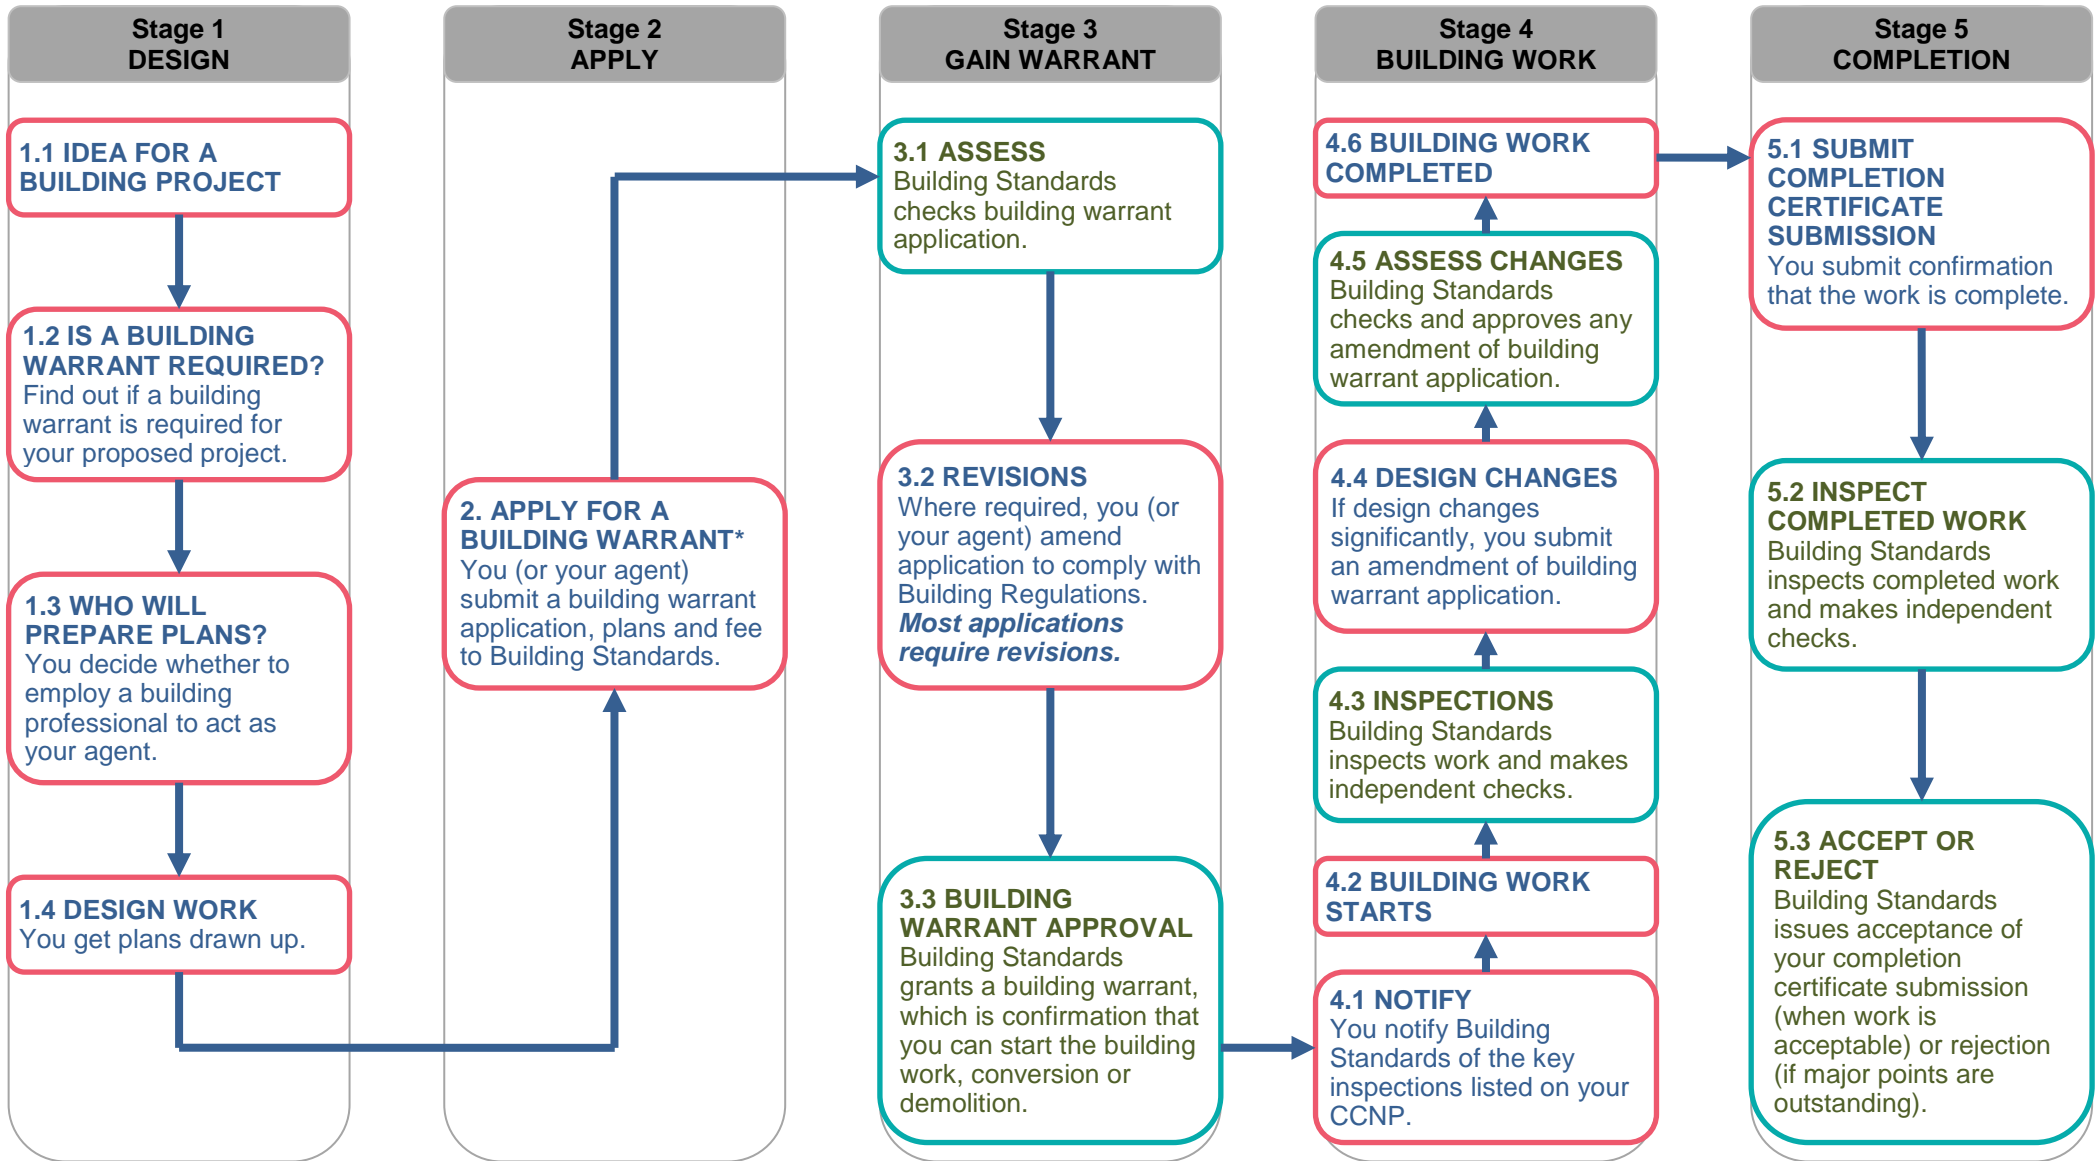 Stage 1
DESIGN
1.1 IDEA FOR A
BUILDING PROJECT
1.2 IS A BUILDING
WARRANT REQUIRED?
Find out if a building
warrant is required for
your proposed project.
1.3 WHO WILL
PREPARE PLANS?
You decide whether to
employ a building
professional to act as
your agent.
1.4 DESIGN WORK
You get plans drawn up.
Stage 2
APPLY
2. APPLY FOR A
BUILDING WARRANT*
You (or your agent)
submit a building warrant
application, plans and fee
to Building Standards.
Stage 3
GAIN WARRANT
3.1 ASSESS
Building Standards
checks building warrant
application.
3.2 REVISIONS
Where required, you (or
your agent) amend
application to comply with
Building Regulations.
Most applications
require revisions.
3.3 BUILDING
WARRANT APPROVAL
Building Standards
grants a building warrant,
which is confirmation that
you can start the building
work, conversion or
demolition.
Stage 4
BUILDING WORK
4.6 BUILDING WORK
COMPLETED
4.5 ASSESS CHANGES
Building Standards
checks and approves any
amendment of building
warrant application.
4.4 DESIGN CHANGES
If design changes
significantly, you submit
an amendment of building
warrant application.
4.3 INSPECTIONS
Building Standards
inspects work and makes
independent checks.
4.2 BUILDING WORK
STARTS
4.1 NOTIFY
You notify Building
Standards of the key
inspections listed on your
CCNP.
Stage 5
COMPLETION
5.1 SUBMIT
COMPLETION
CERTIFICATE
SUBMISSION
You submit confirmation
that the work is complete.
5.2 INSPECT
COMPLETED WORK
Building Standards
inspects completed work
and makes independent
checks.
5.3 ACCEPT OR
REJECT
Building Standards
issues acceptance of
your completion
certificate submission
(when work is
acceptable) or rejection
(if major points are
outstanding).